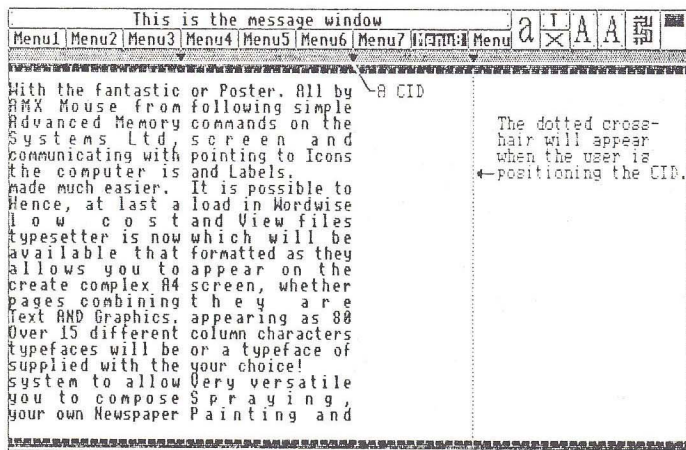 This is the message window
Menu1 Menu2 Menu3 Menu4 Menu5 Menu6 Menu7 Menu8 Menu
a I A A
With the fantastic
AMX Mouse from
Advanced Memory
Systems Ltd,
communicating with
the computer is
made much easier.
Hence, at last a
low cost
typesetter is now
available that
allows you to
create complex A4
pages combining
Text AND Graphics.
Over 15 different
typefaces will be
supplied with the
system to allow
you to compose
your own Newspaper
or Poster. All by
following simple
commands on the
screen and
pointing to Icons
and Labels.
It is possible to
load in Wordwise
and View files
which will be
formatted as they
appear on the
screen, whether
they are
appearing as 80
column characters
or a typeface of
your choice!
Very versatile
Spraying,
Painting and
A CID
The dotted cross-
hair will appear
when the user is
positioning the CID.